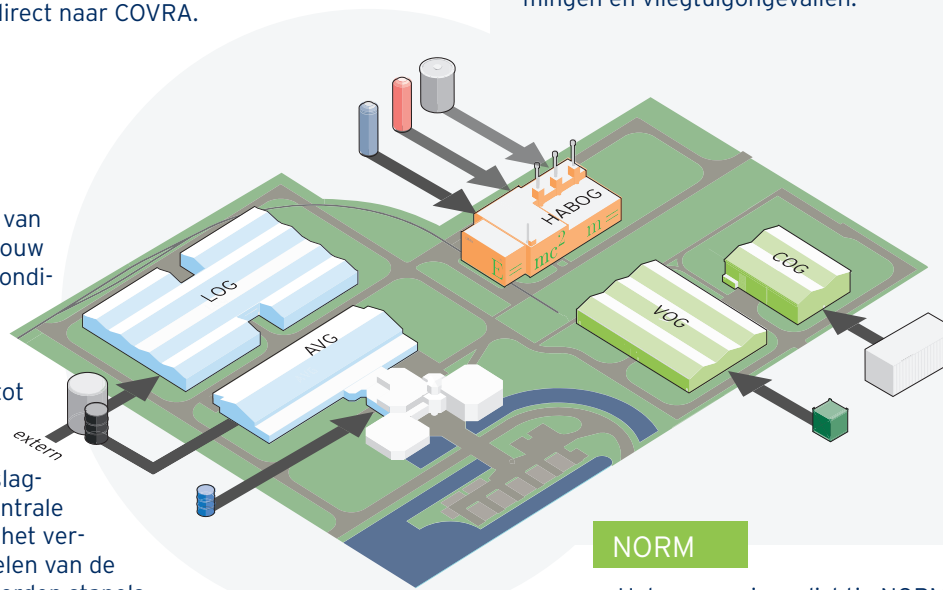 direct naar COVRA.
mingen en vliegtuigongevallen.
van
ouw
ondi-
tot
slag-
ntrale
het ver-
elen van de
HABOG
E = mc² m =
LOG
AVG
VOG
COG
extern
NORM